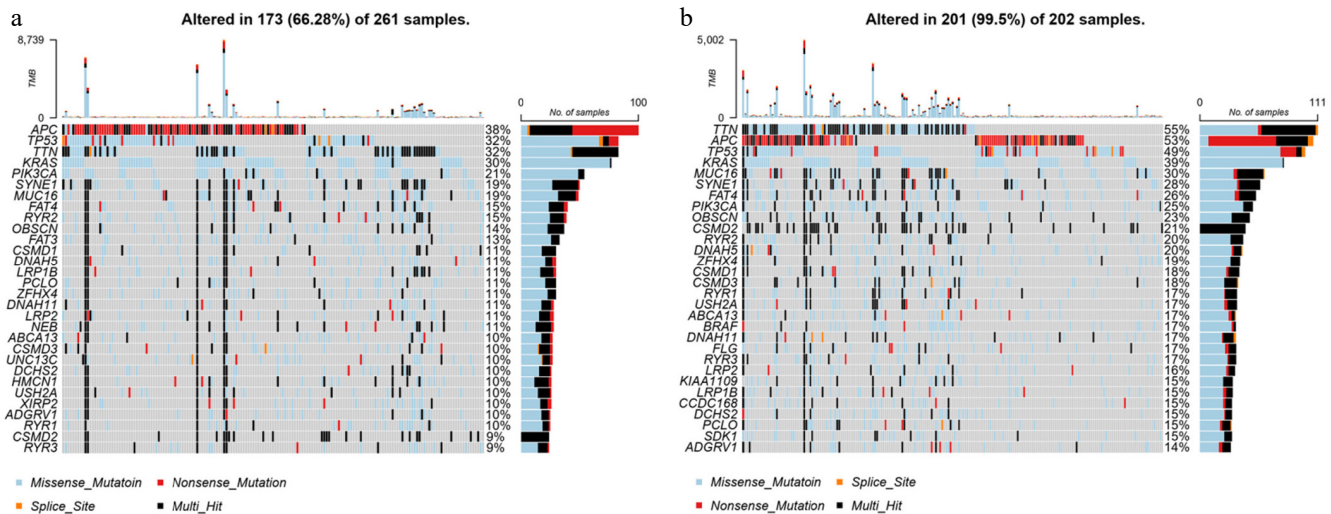 a
Altered in 173 (66.28%) of 261 samples.
8,739
TMB
0
0 100
No. of samples
APC 38%
TP53 32%
TTN 32%
KRAS 30%
PIK3CA 21%
SYNE1 19%
MUC16 19%
FAT4 15%
RYR2 15%
OBSCN 14%
FAT3 13%
CSMD1 11%
DNAH5 11%
LRP1B 11%
PCLO 11%
ZFHX4 11%
DNAH11 11%
LRP2 11%
NEB 11%
ABCA13 10%
CSMD3 10%
UNC13C 10%
DCHS2 10%
HMCN1 10%
USH2A 10%
XIRP2 10%
ADGRV1 10%
RYR1 10%
CSMD2 9%
RYR3 9%
Missense_Mutatoin Nonsense_Mutation
Splice_Site Multi_Hit
b
Altered in 201 (99.5%) of 202 samples.
5,002
TMB
0
0 111
No. of samples
TTN 55%
APC 53%
TP53 49%
KRAS 39%
MUC16 30%
SYNE1 28%
FAT4 26%
PIK3CA 25%
OBSCN 23%
CSMD2 21%
RYR2 20%
DNAH5 20%
ZFHX4 19%
CSMD1 18%
CSMD3 18%
RYR1 17%
USH2A 17%
ABCA13 17%
BRAF 17%
DNAH11 17%
FLG 17%
RYR3 17%
LRP2 16%
KIAA1109 15%
LRP1B 15%
CCDC168 15%
DCHS2 15%
PCLO 15%
SDK1 15%
ADGRV1 14%
Missense_Mutatoin Splice_Site
Nonsense_Mutation Multi_Hit